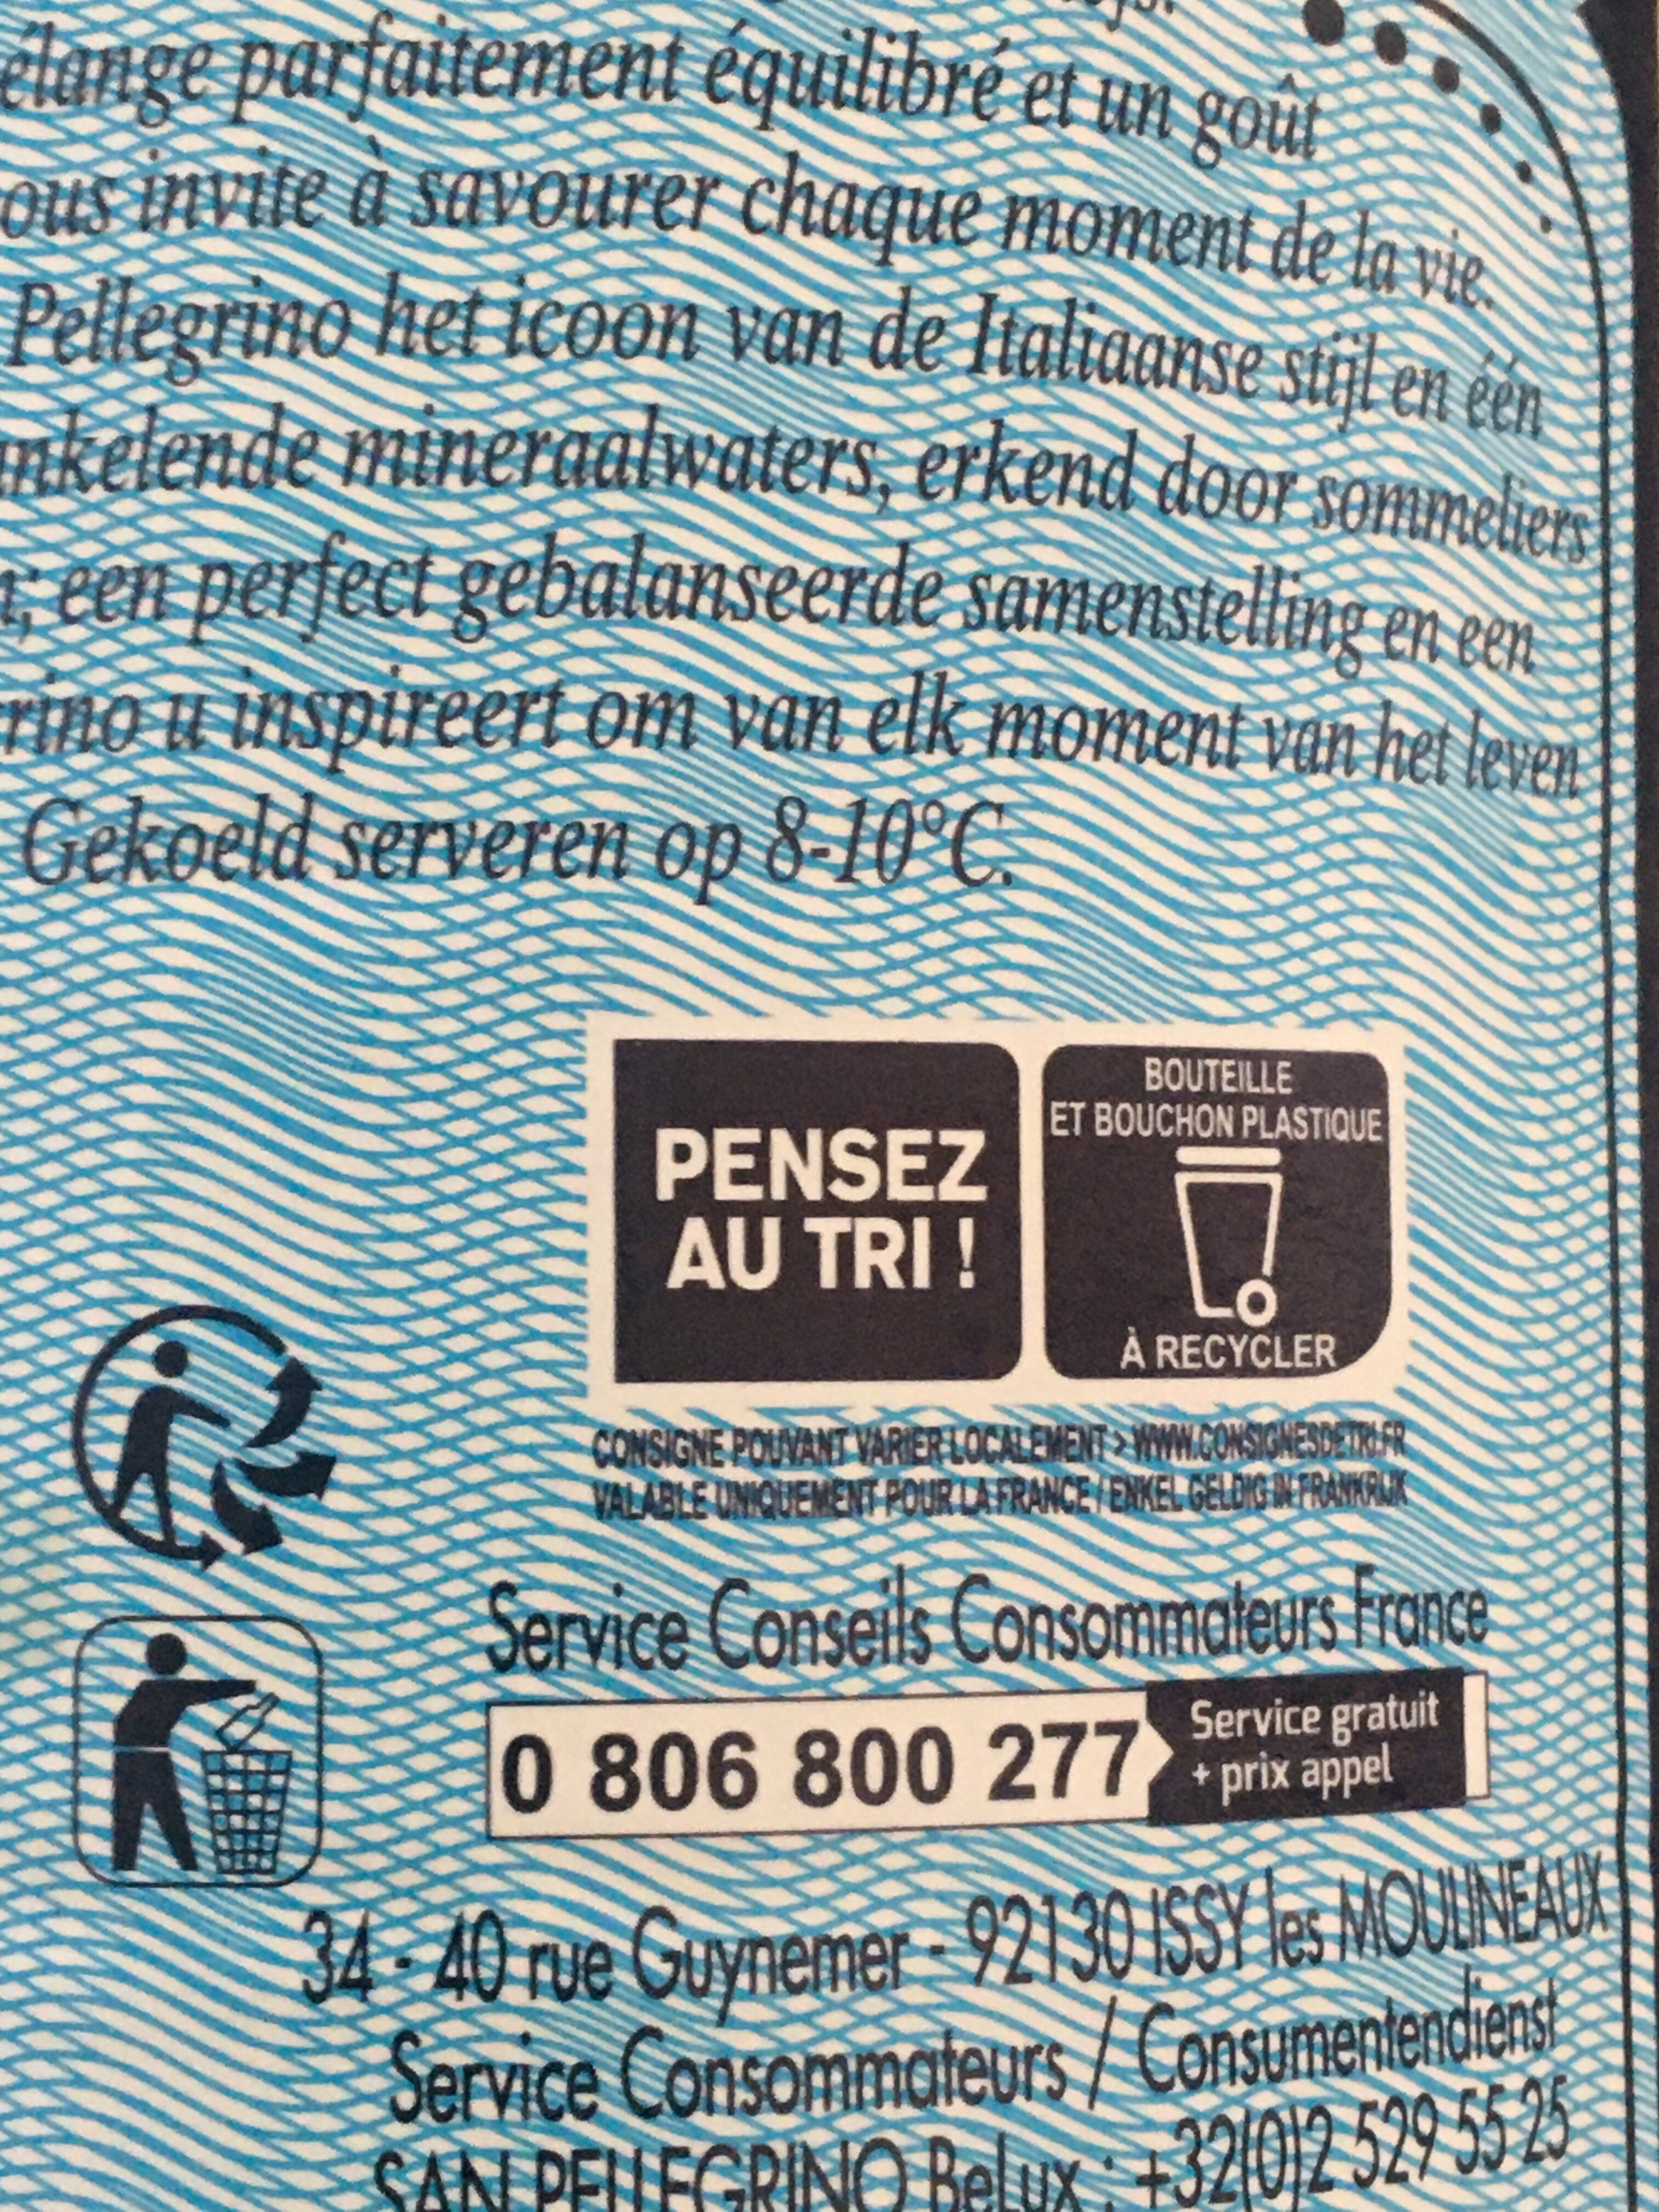 élange parfaitement équilibré et un goût
ous invite à savourer chaque moment de la vie.
Pellegrino het icoon van de Italiaanse stijl en één
nkelende mineraalwaters, erkend door sommeliers
; een perfect gebalanseerde samenstelling en een
rino u inspireert om van elk moment van het leven
Gekoeld serveren op 8-10°C.
PENSEZ
AU TRI !
BOUTEILLE
ET BOUCHON PLASTIQUE
À RECYCLER
CONSIGNE POUVANT VARIER LOCALEMENT > WWW.CONSIGNESDETRI.FR
VALABLE UNIQUEMENT POUR LA FRANCE / ENKEL GELDIG IN FRANKRIJK
Service Conseils Consommateurs France
0 806 800 277
Service gratuit
+ prix appel
34 - 40 rue Guynemer - 92130 ISSY les MOULINEAUX
Service Consommateurs / Consumentendienst
SAN PELLEGRINO BeLux : +32(0)2 529 55 25